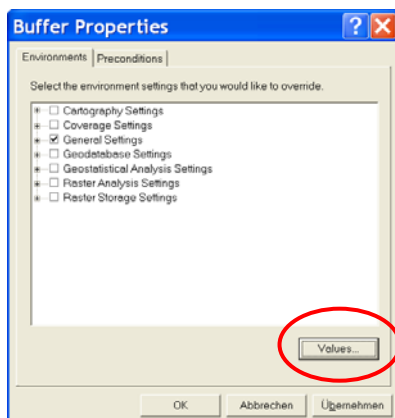 Buffer Properties
Environments Preconditions
Select the environment settings that you would like to override.
Cartography Settings
Coverage Settings
General Settings
Geodatabase Settings
Geostatistical Analysis Settings
Raster Analysis Settings
Raster Storage Settings
Values...
OK Abbrechen Übernehmen